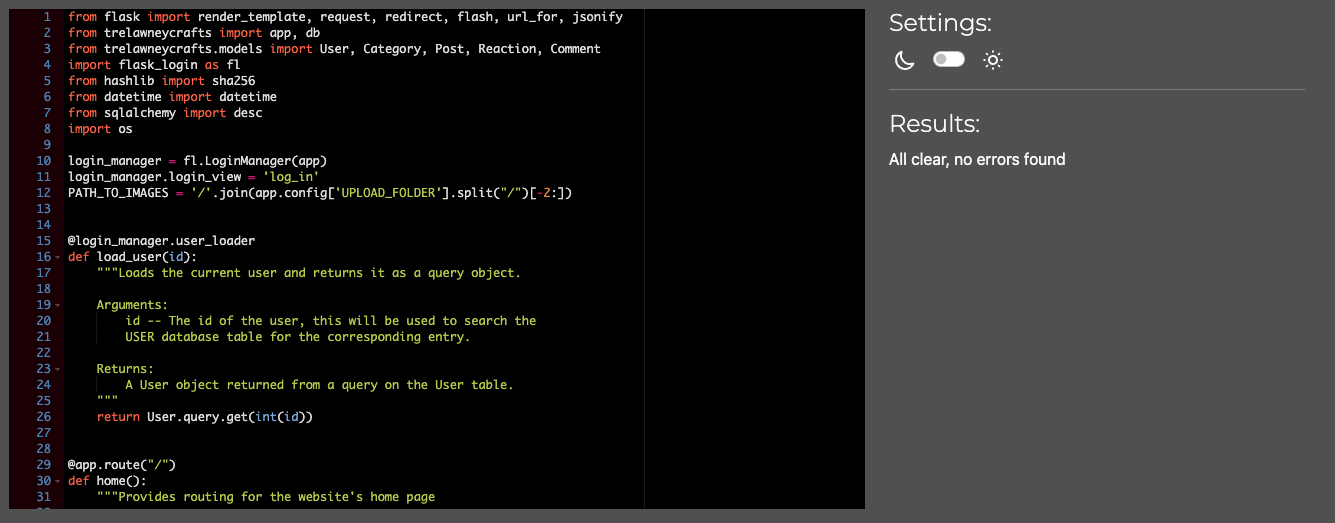 1 from flask import render_template, request, redirect, flash, url_for, jsonify
2 from trelawneycrafts import app, db
3 from trelawneycrafts.models import User, Category, Post, Reaction, Comment
4 import flask_login as fl
5 from hashlib import sha256
6 from datetime import datetime
7 from sqlalchemy import desc
8 import os
9
10 login_manager = fl.LoginManager(app)
11 login_manager.login_view = 'log_in'
12 PATH_TO_IMAGES = '/'.join(app.config['UPLOAD_FOLDER'].split("/")[-2:])
13
14
15 @login_manager.user_loader
16 def load_user(id):
17     """Loads the current user and returns it as a query object.
18
19     Arguments:
20         id -- The id of the user, this will be used to search the
21         USER database table for the corresponding entry.
22
23     Returns:
24         A User object returned from a query on the User table.
25     """
26     return User.query.get(int(id))
27
28
29 @app.route("/")
30 def home():
31     """Provides routing for the website's home page
Settings:
Results:
All clear, no errors found